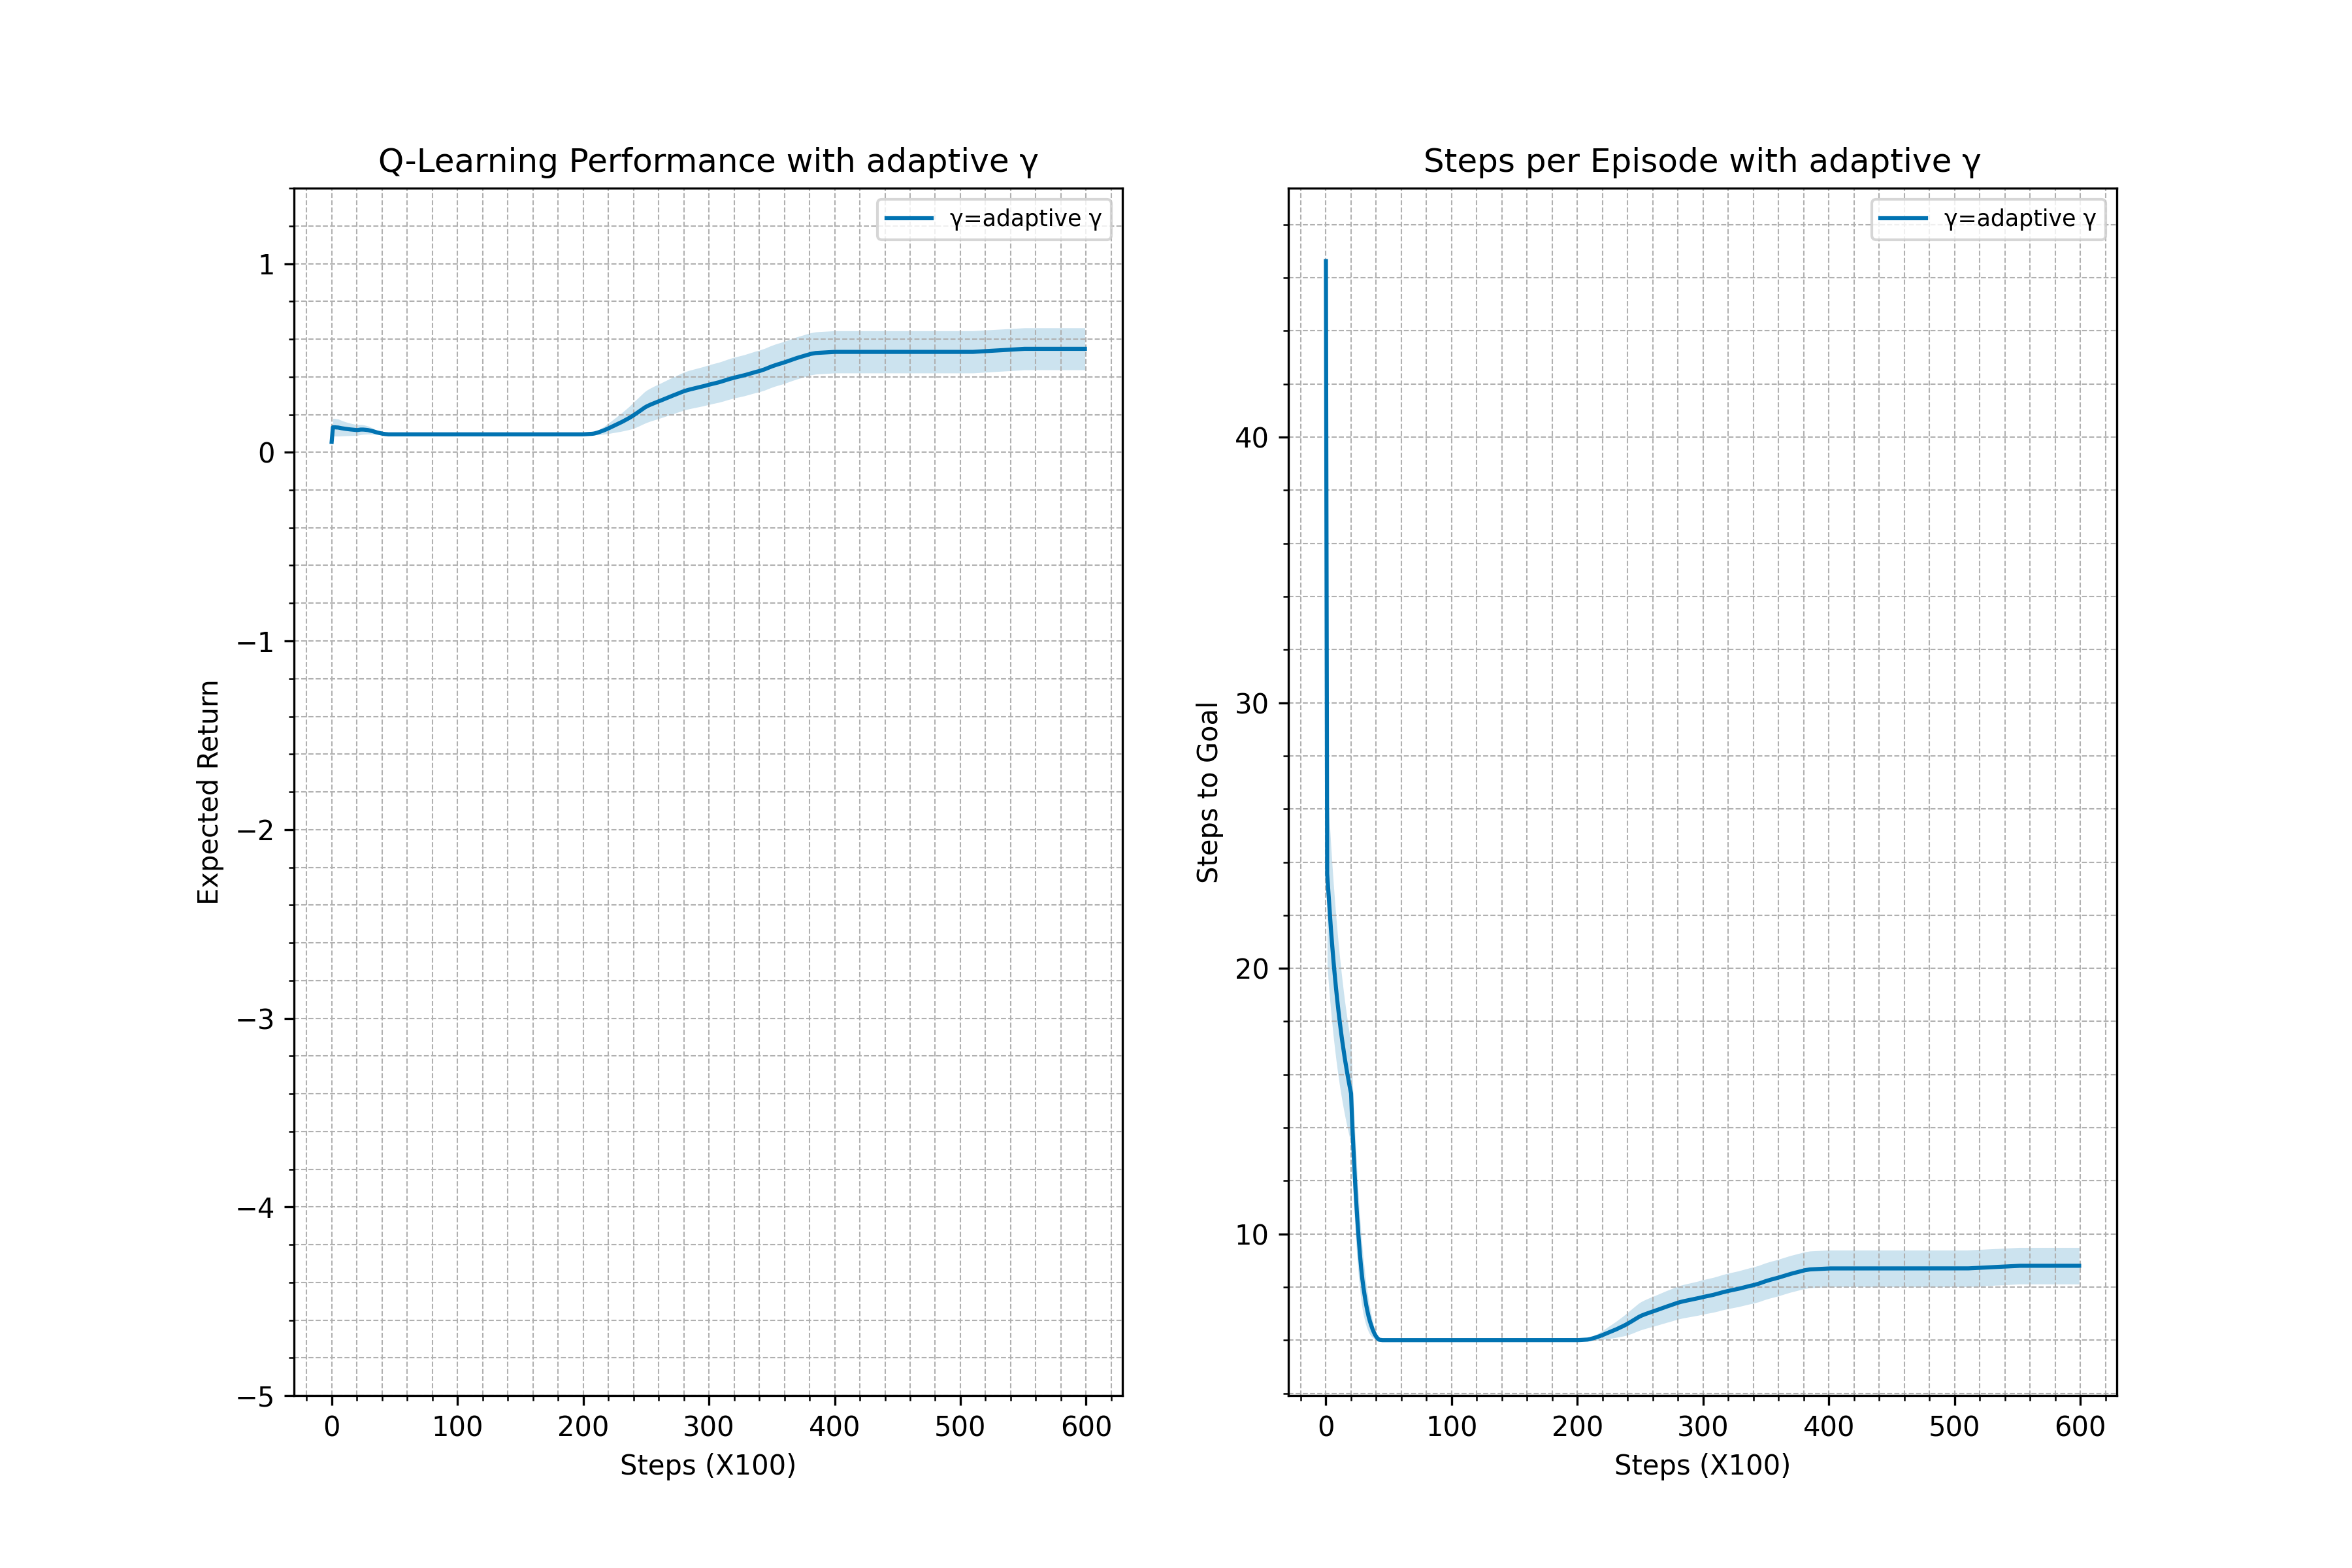 Q-Learning Performance with adaptive γ
γ=adaptive γ
1
0
−1
−2
−3
−4
−5
Expected Return
0 100 200 300 400 500 600
Steps (X100)
Steps per Episode with adaptive γ
γ=adaptive γ
40
30
20
10
Steps to Goal
0 100 200 300 400 500 600
Steps (X100)